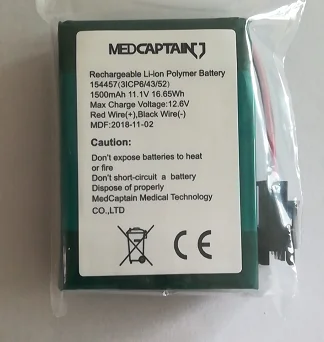 MEDCAPTAIN
Rechargeable Li-ion Polymer Battery
154457(3ICP6/43/52)
1500mAh 11.1V 16.65Wh
Max Charge Voltage:12.6V
Red Wire(+),Black Wire(-)
MDF:2018-11-02
Caution:
Don't expose batteries to heat
or fire
Don't short-circuit a battery
Dispose of properly
MedCaptain Medical Technology
CO.,LTD
CE